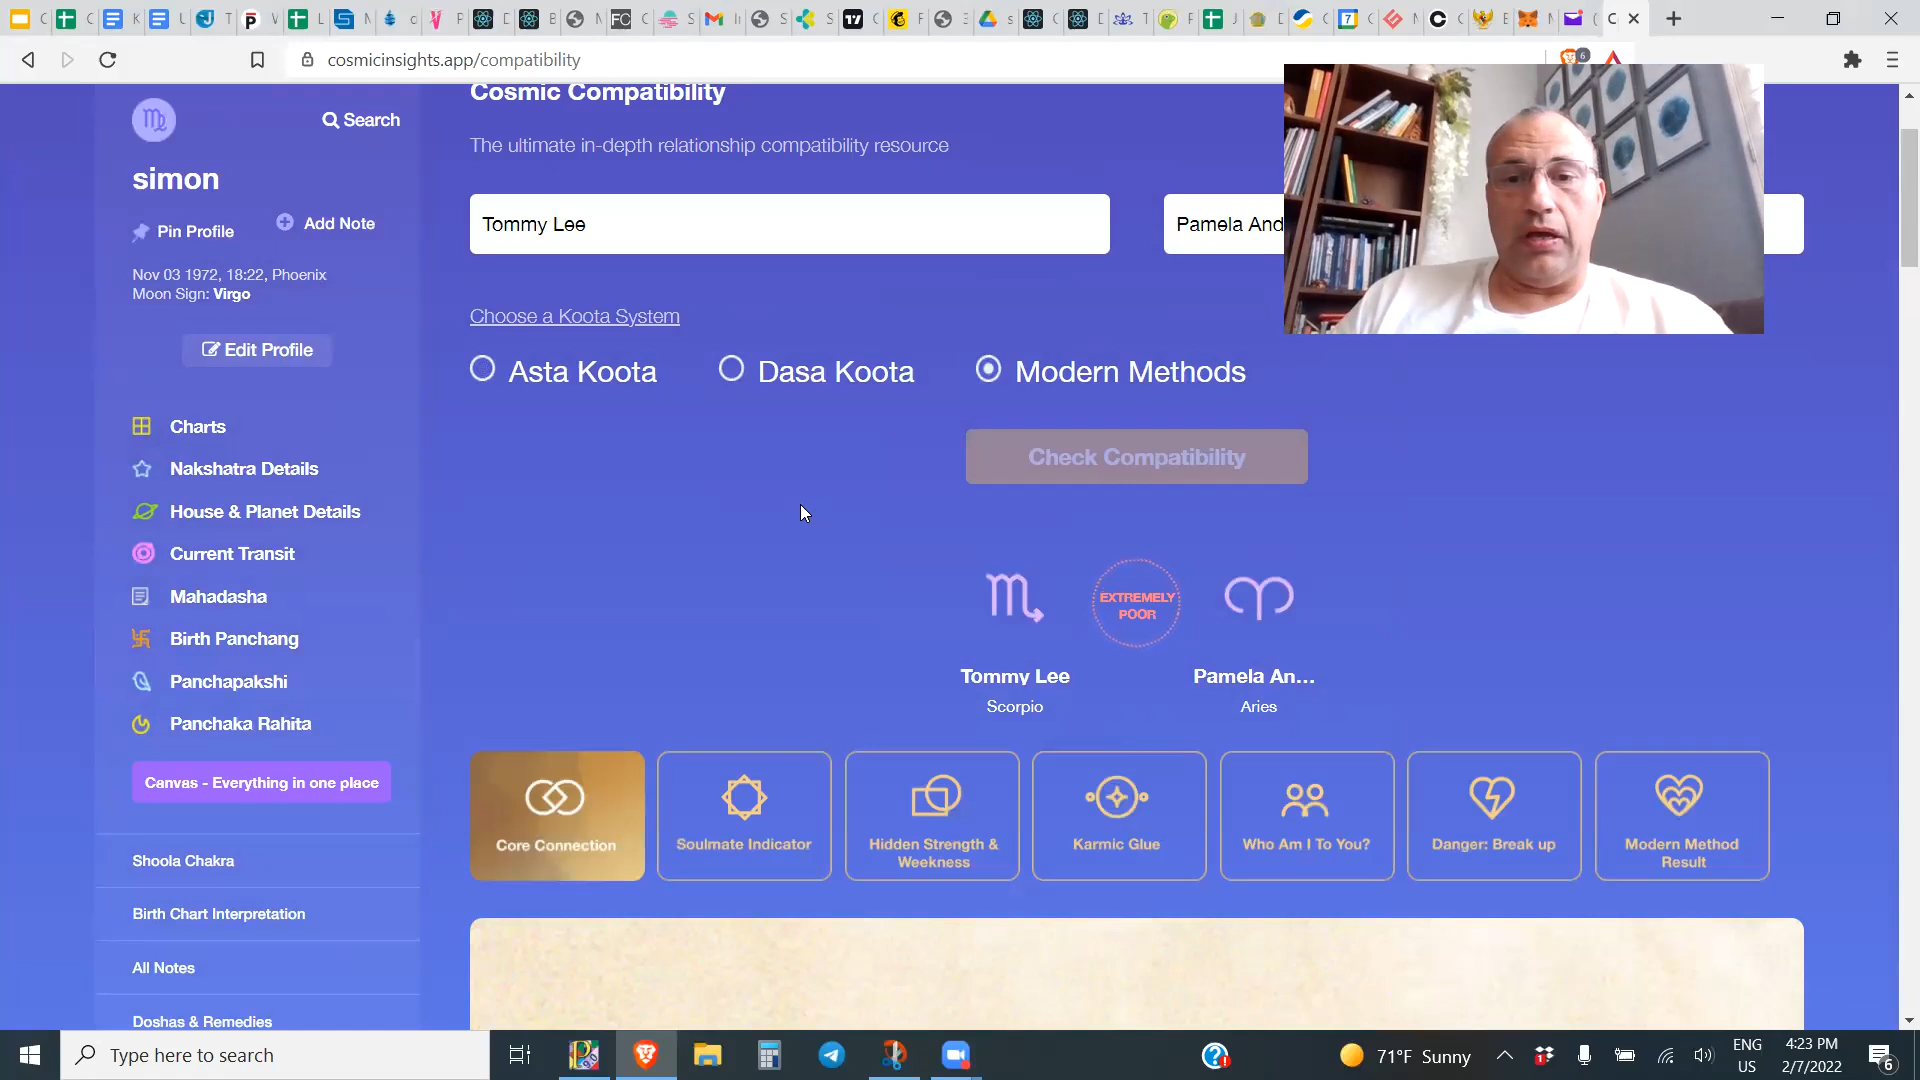 cosmicinsights.app/compatibility
6
Cosmic Compatibility
The ultimate in-depth relationship compatibility resource
Search
simon
Pin Profile
Add Note
Nov 03 1972, 18:22, Phoenix
Moon Sign: Virgo
Edit Profile
Charts
Nakshatra Details
House & Planet Details
Current Transit
Mahadasha
Birth Panchang
Panchapakshi
Panchaka Rahita
Canvas - Everything in one place
Shoola Chakra
Birth Chart Interpretation
All Notes
Doshas & Remedies
Tommy Lee
Pamela And
Choose a Koota System
Asta Koota
Dasa Koota
Modern Methods
Check Compatibility
EXTREMELY
POOR
Tommy Lee
Scorpio
Pamela An...
Aries
Core Connection
Soulmate Indicator
Hidden Strength &
Weekness
Karmic Glue
Who Am I To You?
Danger: Break up
Modern Method
Result
Type here to search
71°F Sunny
ENG
US
4:23 PM
2/7/2022
6